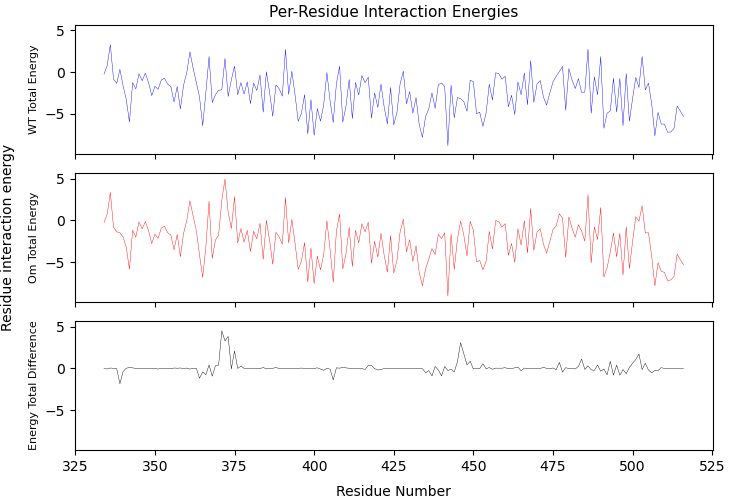 Per-Residue Interaction Energies
Residue interaction energy
WT Total Energy
5
0
−5
Om Total Energy
5
0
−5
Energy Total Difference
5
0
−5
325 350 375 400 425 450 475 500 525
Residue Number